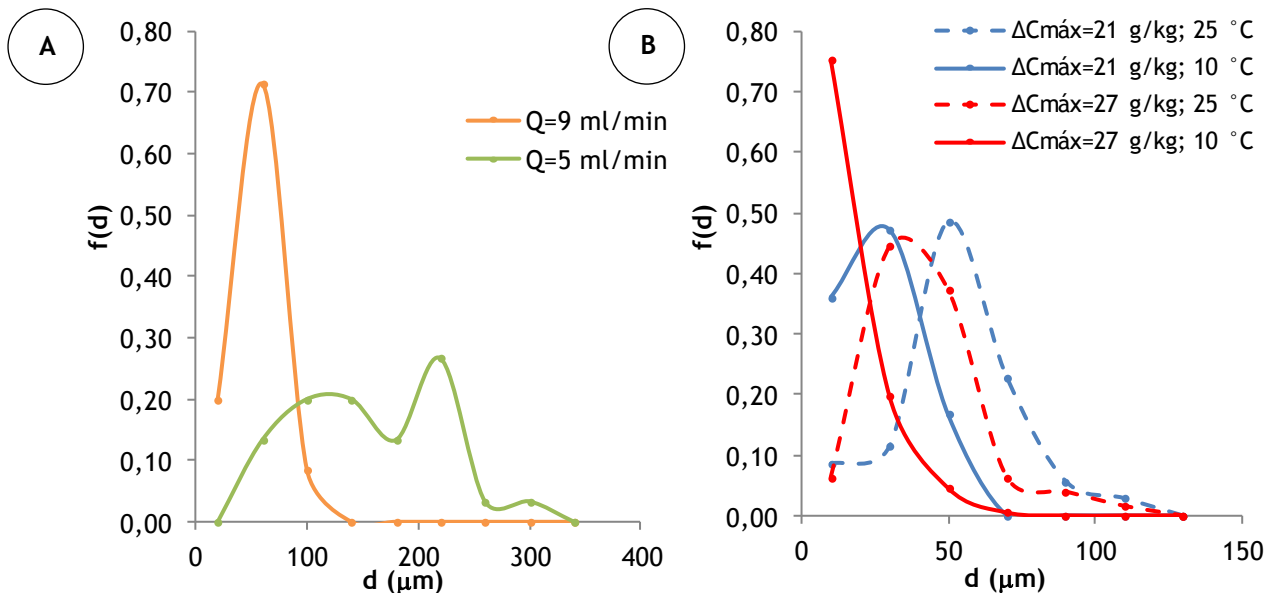 A
0,80
0,70
0,60
0,50
0,40
0,30
0,20
0,10
0,00
f(d)
0
100
200
300
400
d (μm)
Q=9 ml/min
Q=5 ml/min
B
0,80
0,70
0,60
0,50
0,40
0,30
0,20
0,10
0,00
f(d)
0
50
100
150
d (μm)
ΔCmáx=21 g/kg; 25 °C
ΔCmáx=21 g/kg; 10 °C
ΔCmáx=27 g/kg; 25 °C
ΔCmáx=27 g/kg; 10 °C